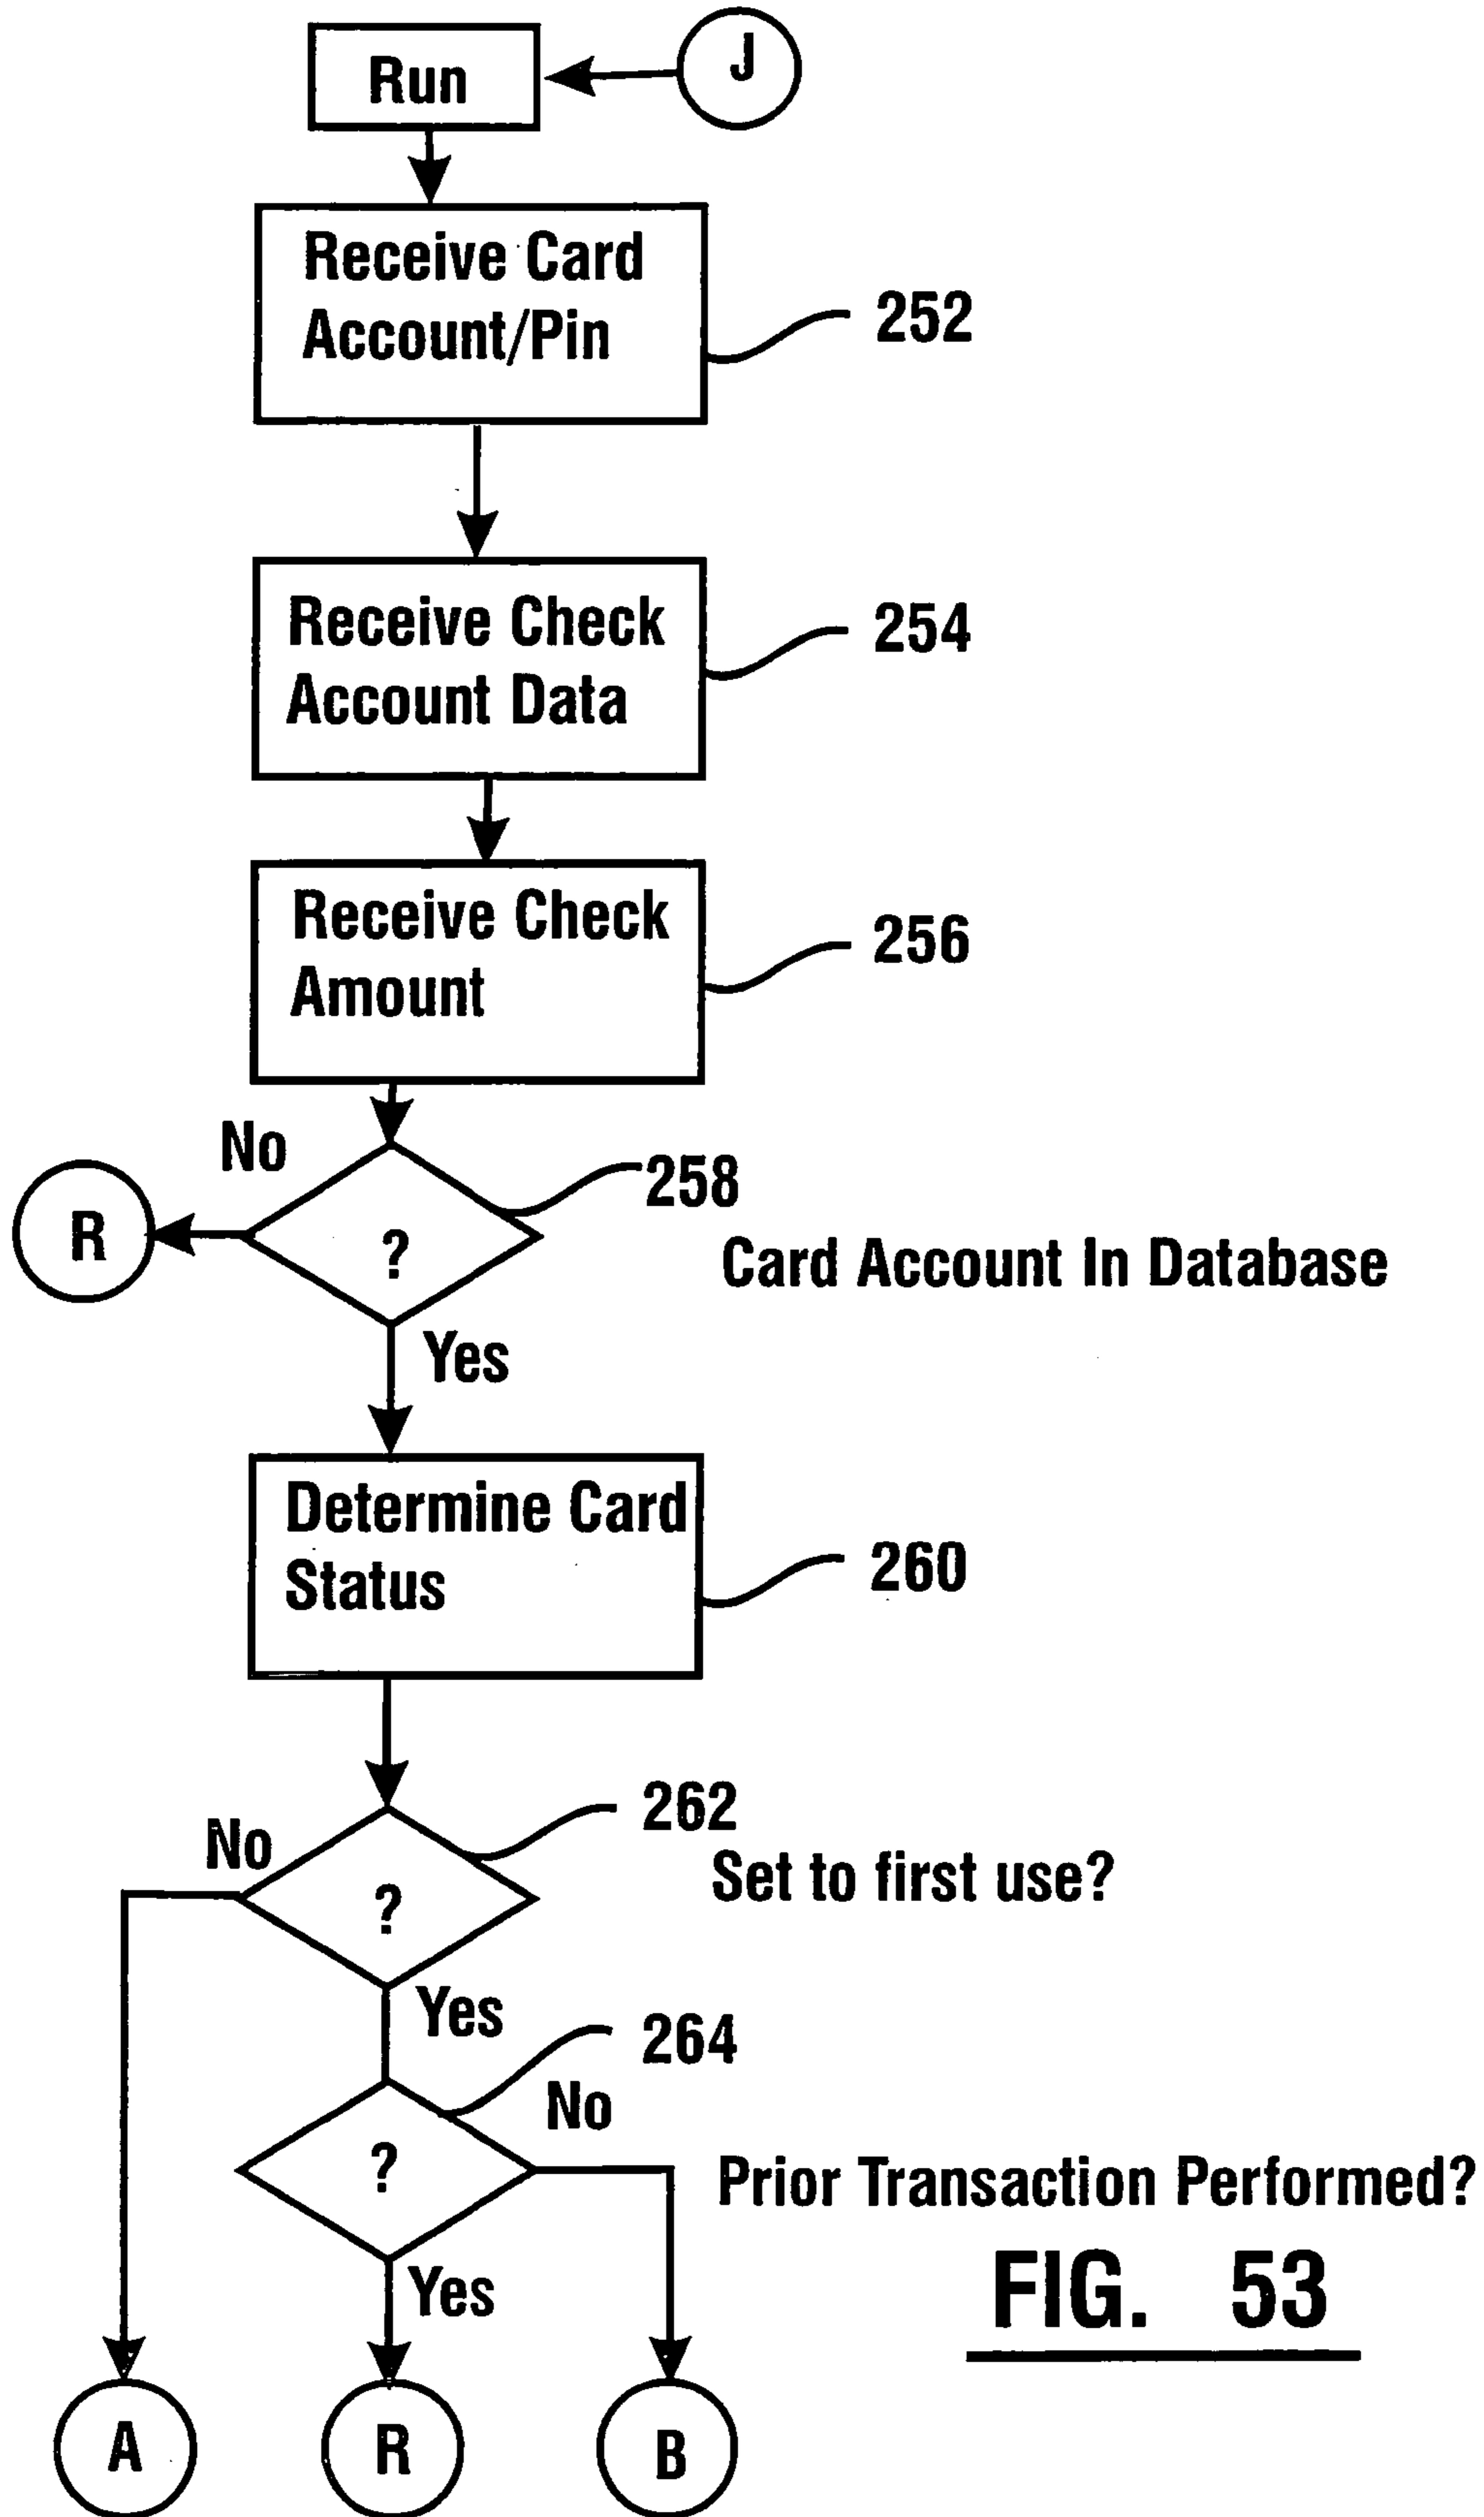 Run
J
Receive Card
Account/Pin
252
Receive Check
Account Data
254
Receive Check
Amount
256
No
258
R
?
Card Account In Database
Yes
Determine Card
Status
260
262
No
Set to first use?
?
Yes
264
No
?
Prior Transaction Performed?
Yes
FIG. 53
A
R
B